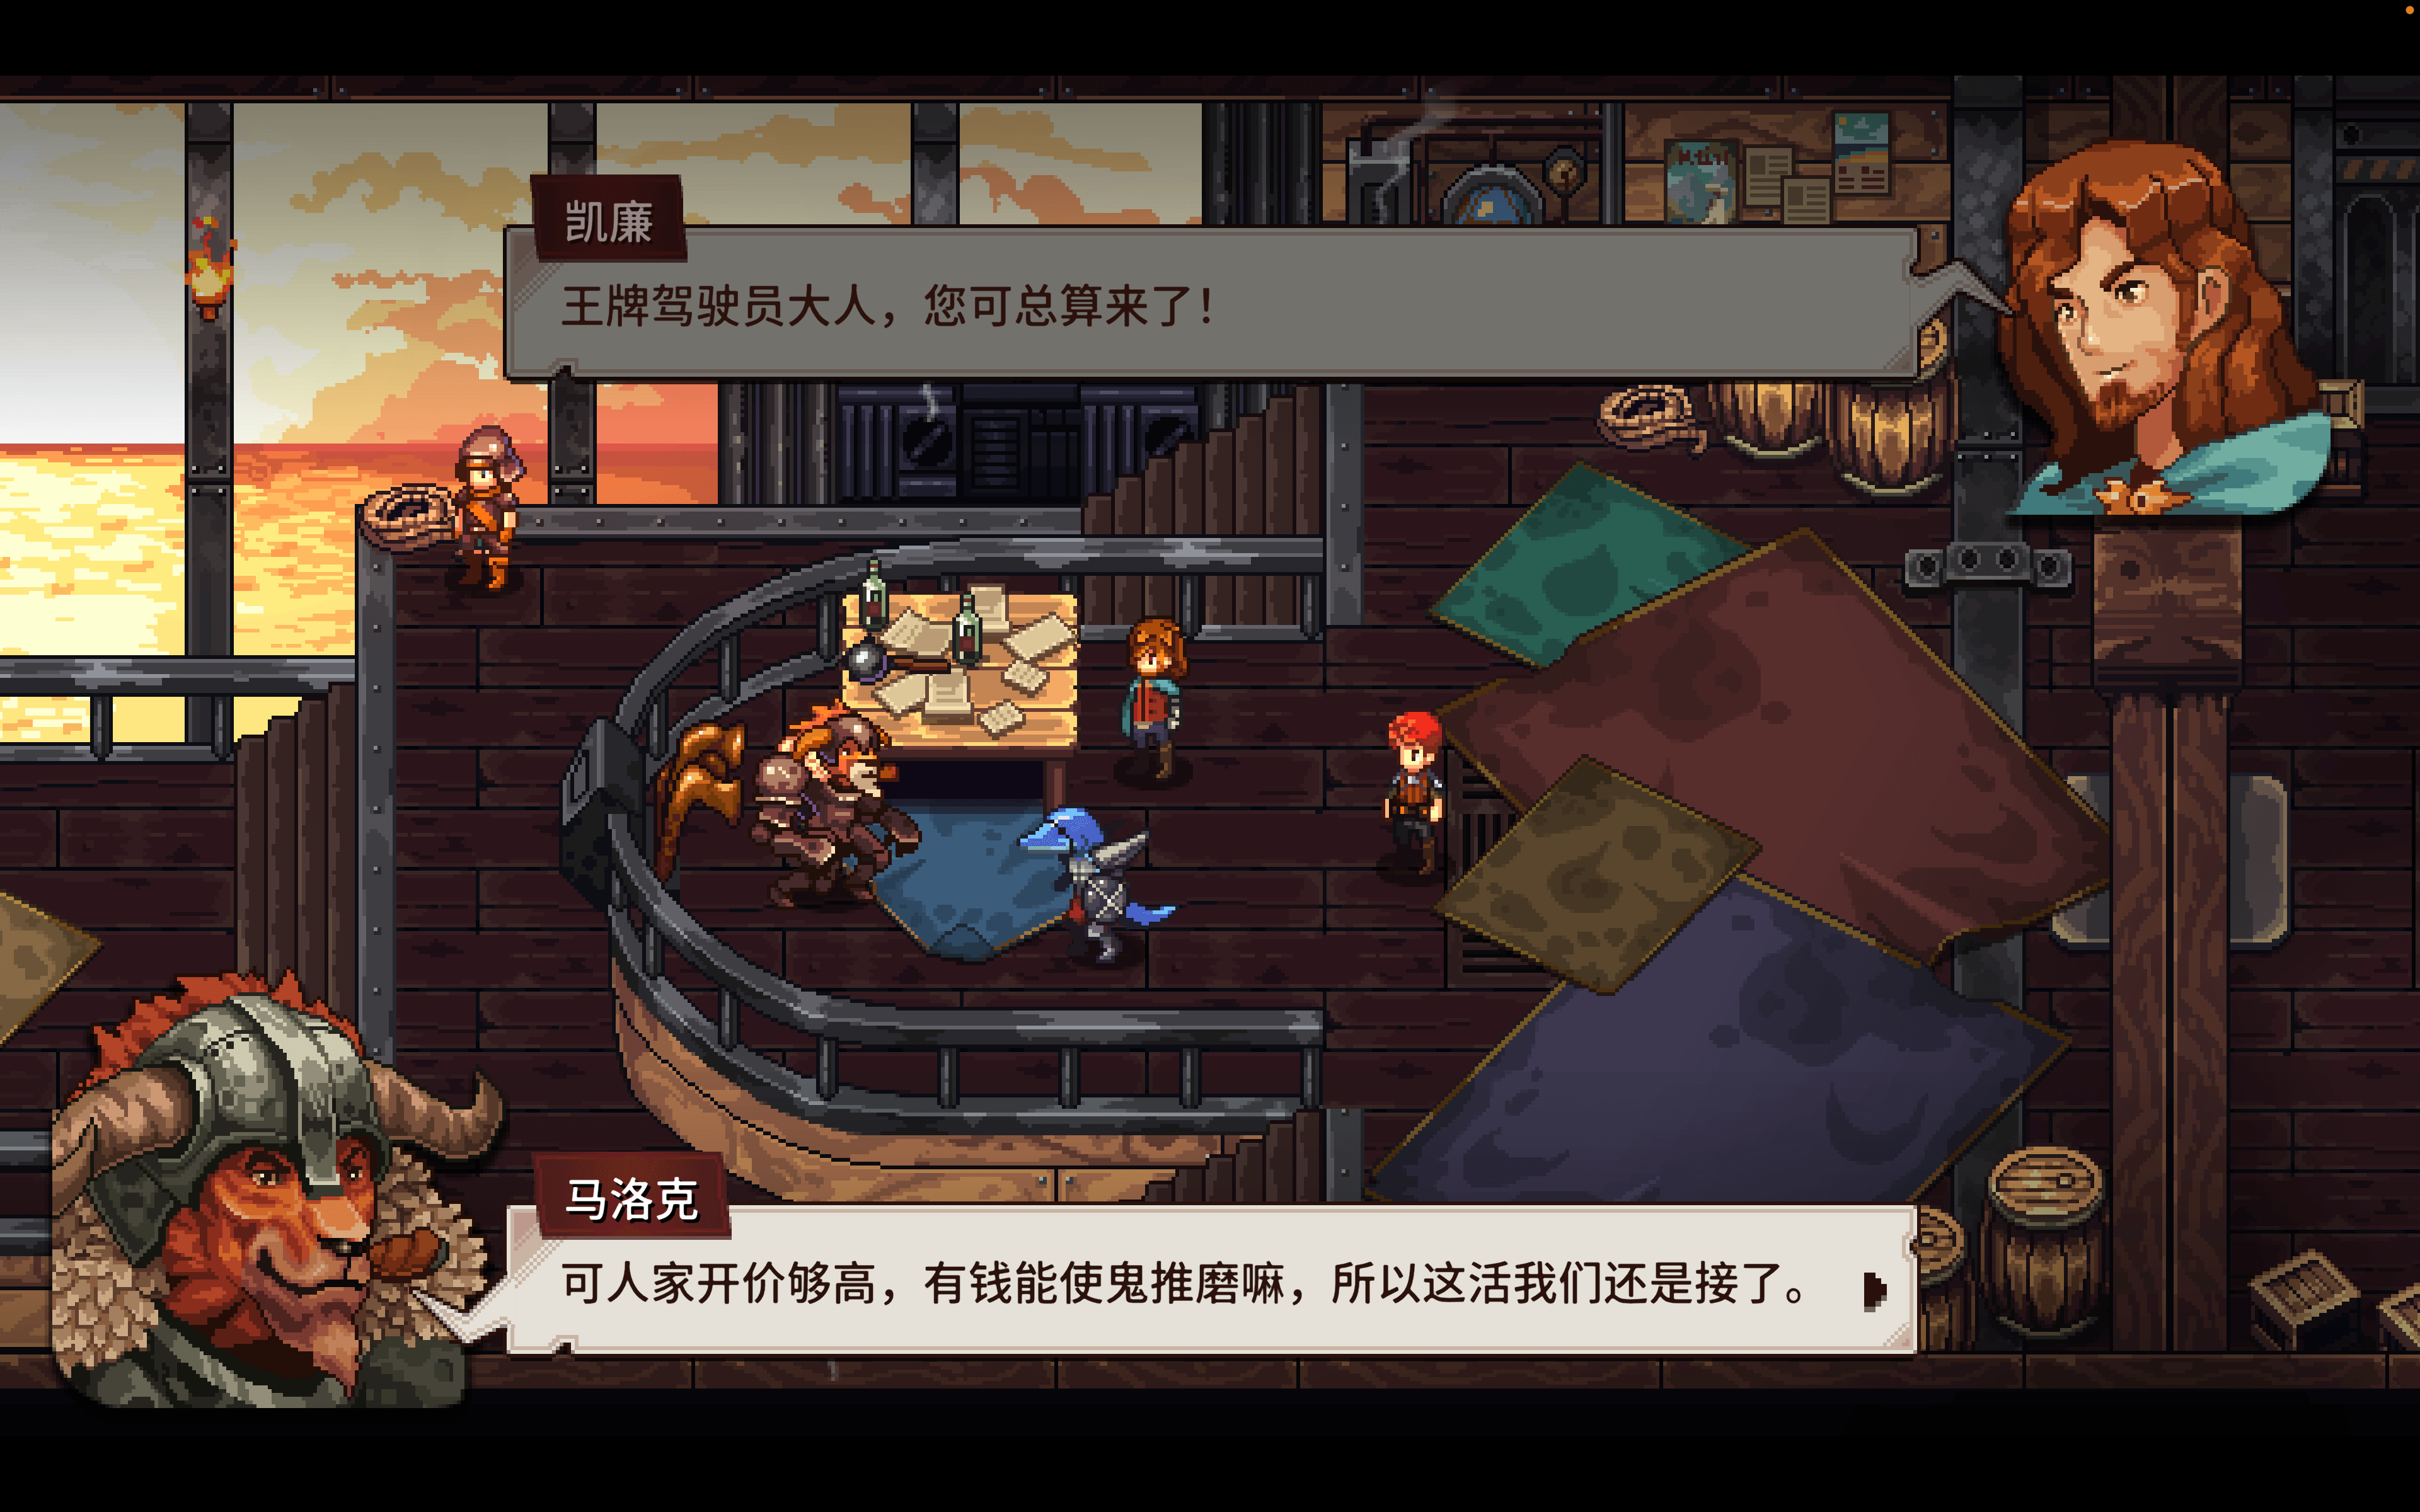 凯廉
王牌驾驶员大人，您可总算来了！
马洛克
可人家开价够高，有钱能使鬼推磨嘛，所以这活我们还是接了。